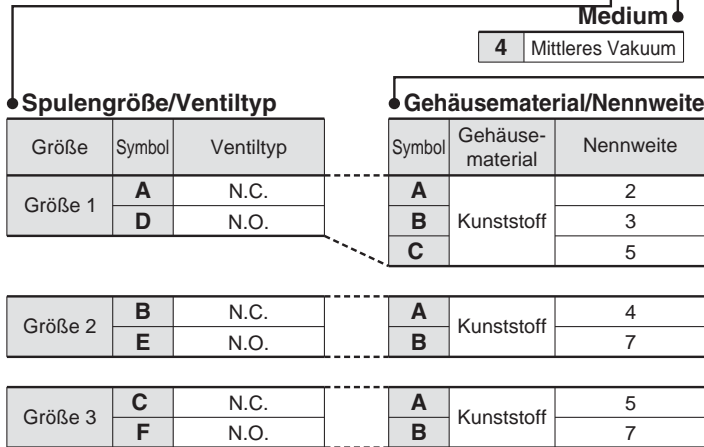 Medium
4 Mittleres Vakuum
Spulengröße/Ventiltyp
Größe Symbol Ventiltyp
Größe 1 A N.C.
D N.O.
Größe 2 B N.C.
E N.O.
Größe 3 C N.C.
F N.O.
Gehäusematerial/Nennweite
Symbol Gehäuse-
material Nennweite
A Kunststoff 2
B 3
C 5
A Kunststoff 4
B 7
A Kunststoff 5
B 7